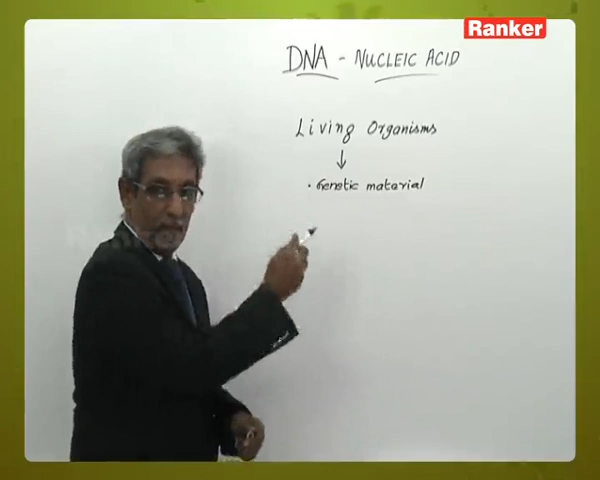 Ranker
DNA - NUCLEIC ACID
Living Organisms
↓
• Genetic material